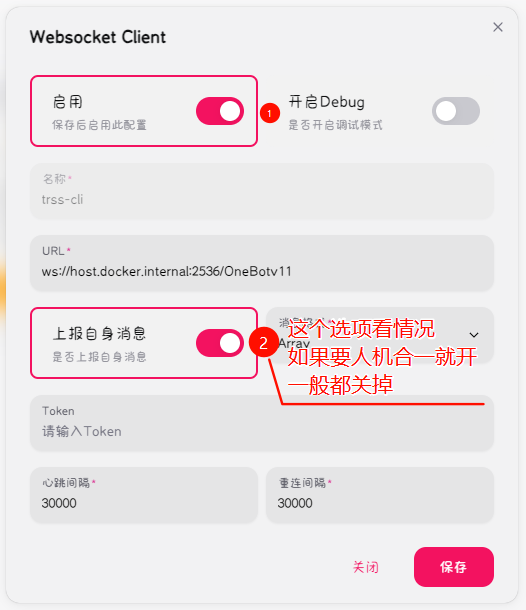 Websocket Client
启用
保存后启用此配置
1
开启Debug
是否开启调试模式
名称*
trss-cli
URL*
ws://host.docker.internal:2536/OneBotv11
上报自身消息
是否上报自身消息
2
Array
这个选项看情况
如果要人机合一就开
一般都关掉
Token
请输入Token
心跳间隔*
30000
重连间隔*
30000
关闭
保存